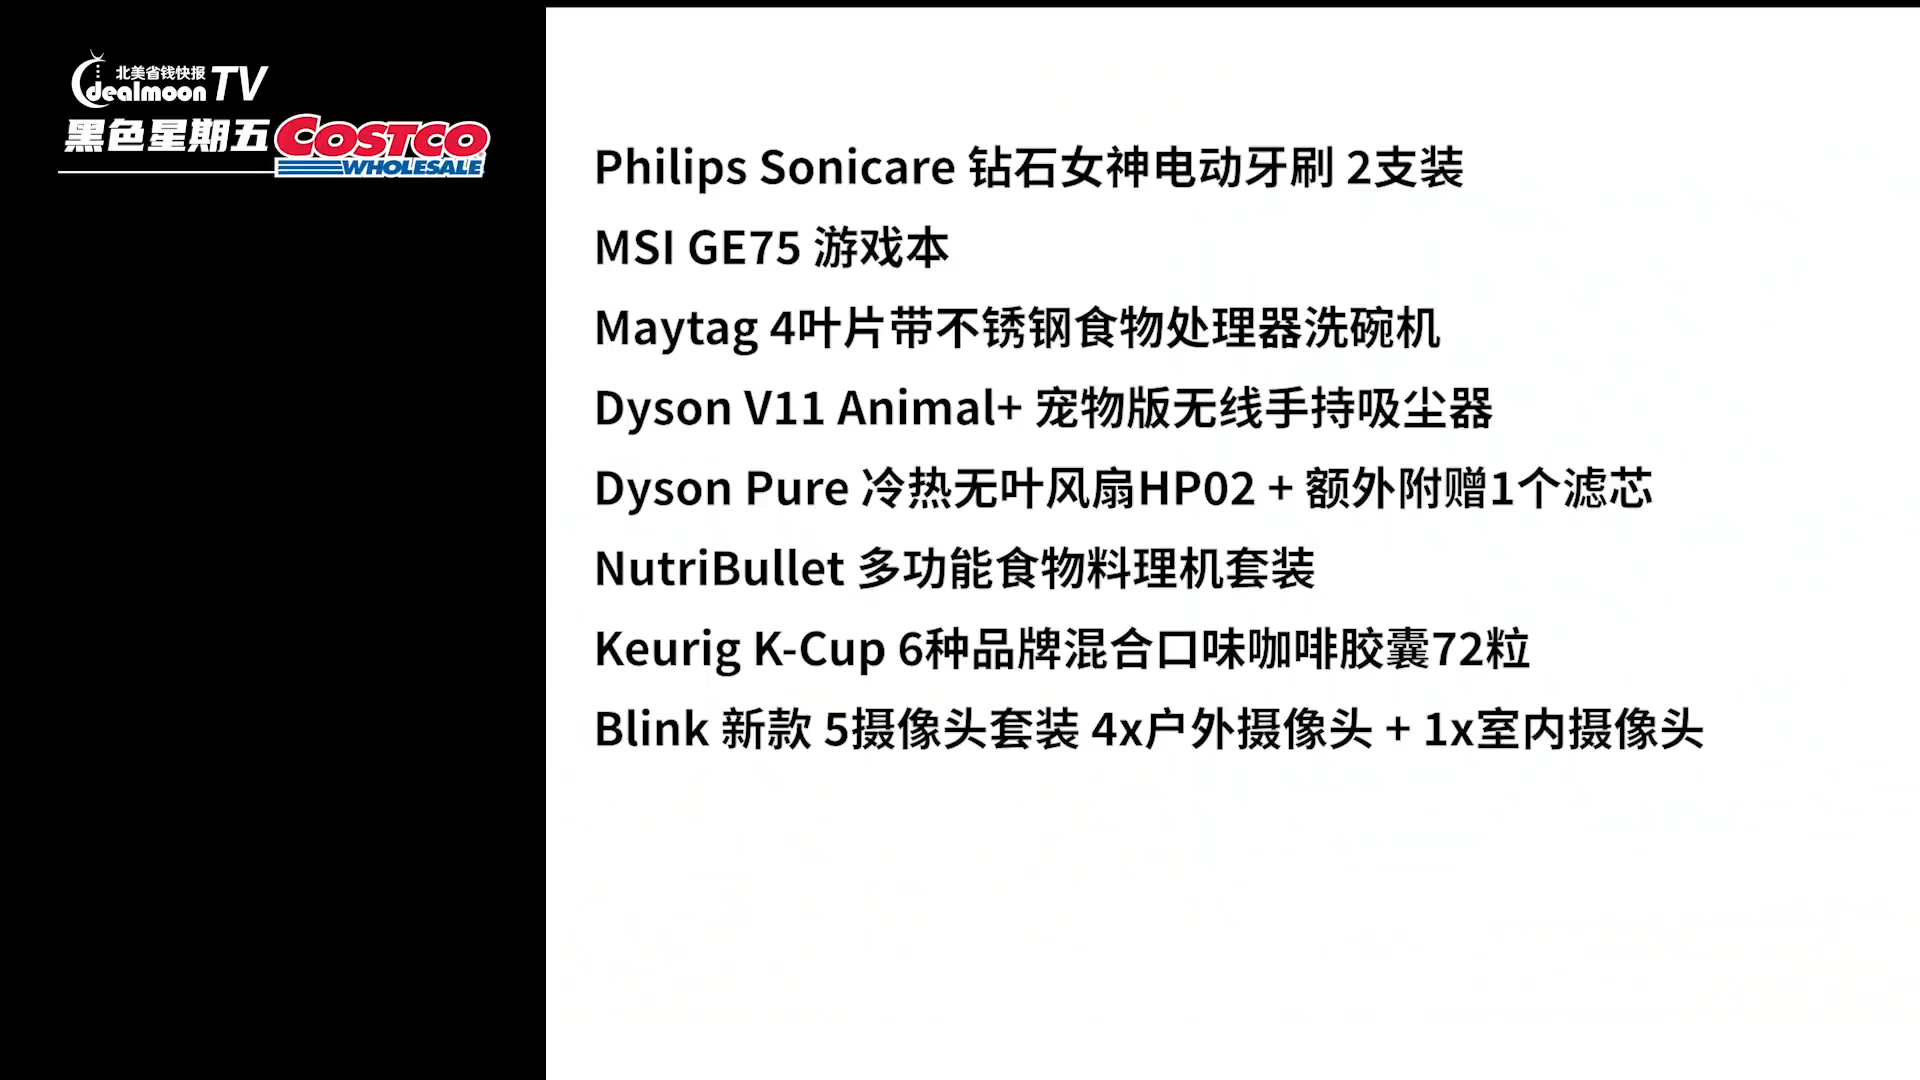 北美省钱快报
dealmoon TV
黑色星期五 COSTCO
WHOLESALE
Philips Sonicare 钻石女神电动牙刷 2支装
MSI GE75 游戏本
Maytag 4叶片带不锈钢食物处理器洗碗机
Dyson V11 Animal+ 宠物版无线手持吸尘器
Dyson Pure 冷热无叶风扇HP02 + 额外附赠1个滤芯
NutriBullet 多功能食物料理机套装
Keurig K-Cup 6种品牌混合口味咖啡胶囊72粒
Blink 新款 5摄像头套装 4x户外摄像头 + 1x室内摄像头